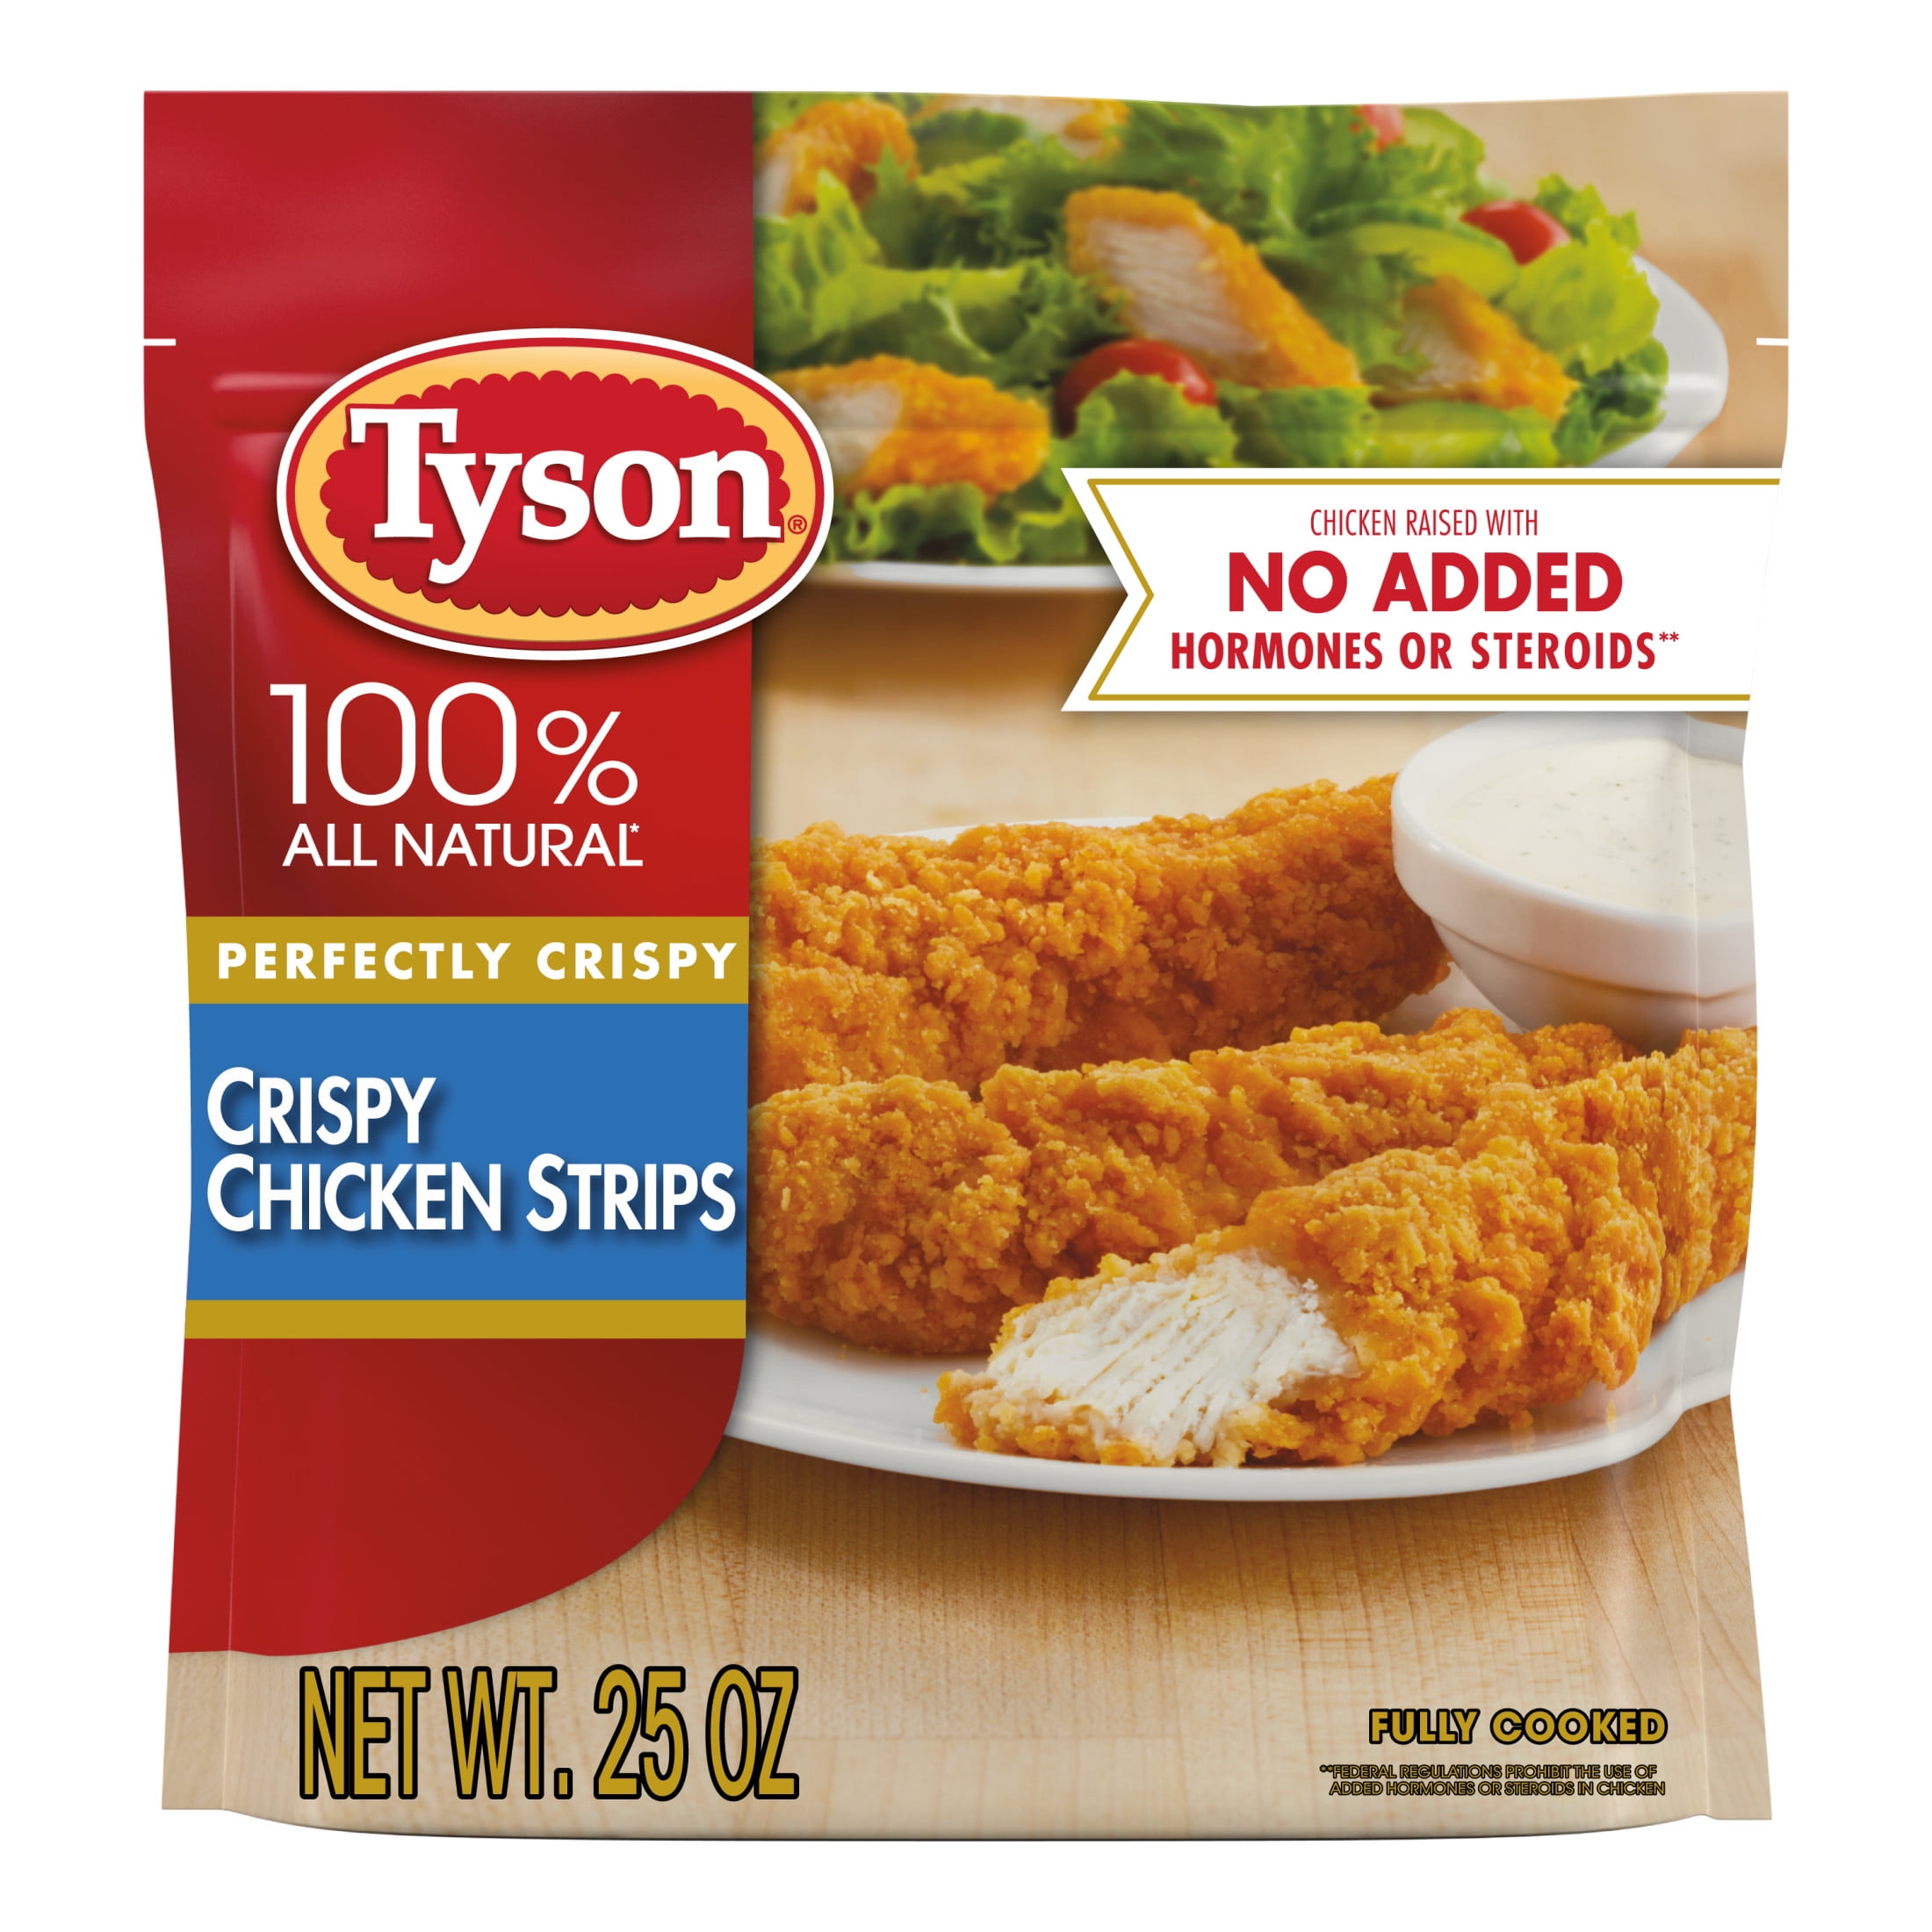 Tyson®
100%
ALL NATURAL*
PERFECTLY CRISPY
CRISPY
CHICKEN STRIPS
CHICKEN RAISED WITH
NO ADDED
HORMONES OR STEROIDS**
NET WT. 25 OZ
FULLY COOKED
**FEDERAL REGULATIONS PROHIBIT THE USE OF
ADDED HORMONES OR STEROIDS IN CHICKEN